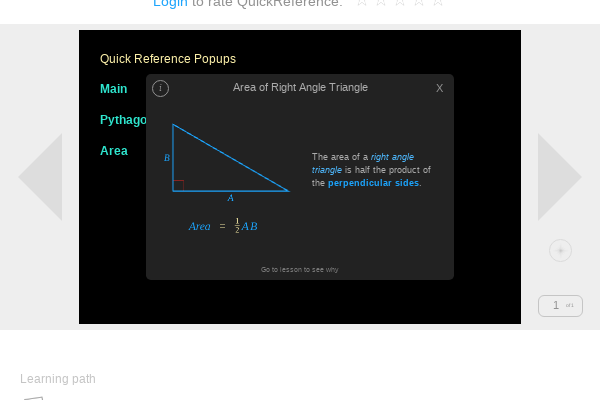 Login to rate QuickReference.
Quick Reference Popups
Main
Pythago
Area
i
Area of Right Angle Triangle
X
B
A
The area of a right angle
triangle is half the product of
the perpendicular sides.
Area = 1/2 A B
Go to lesson to see why
1
Learning path